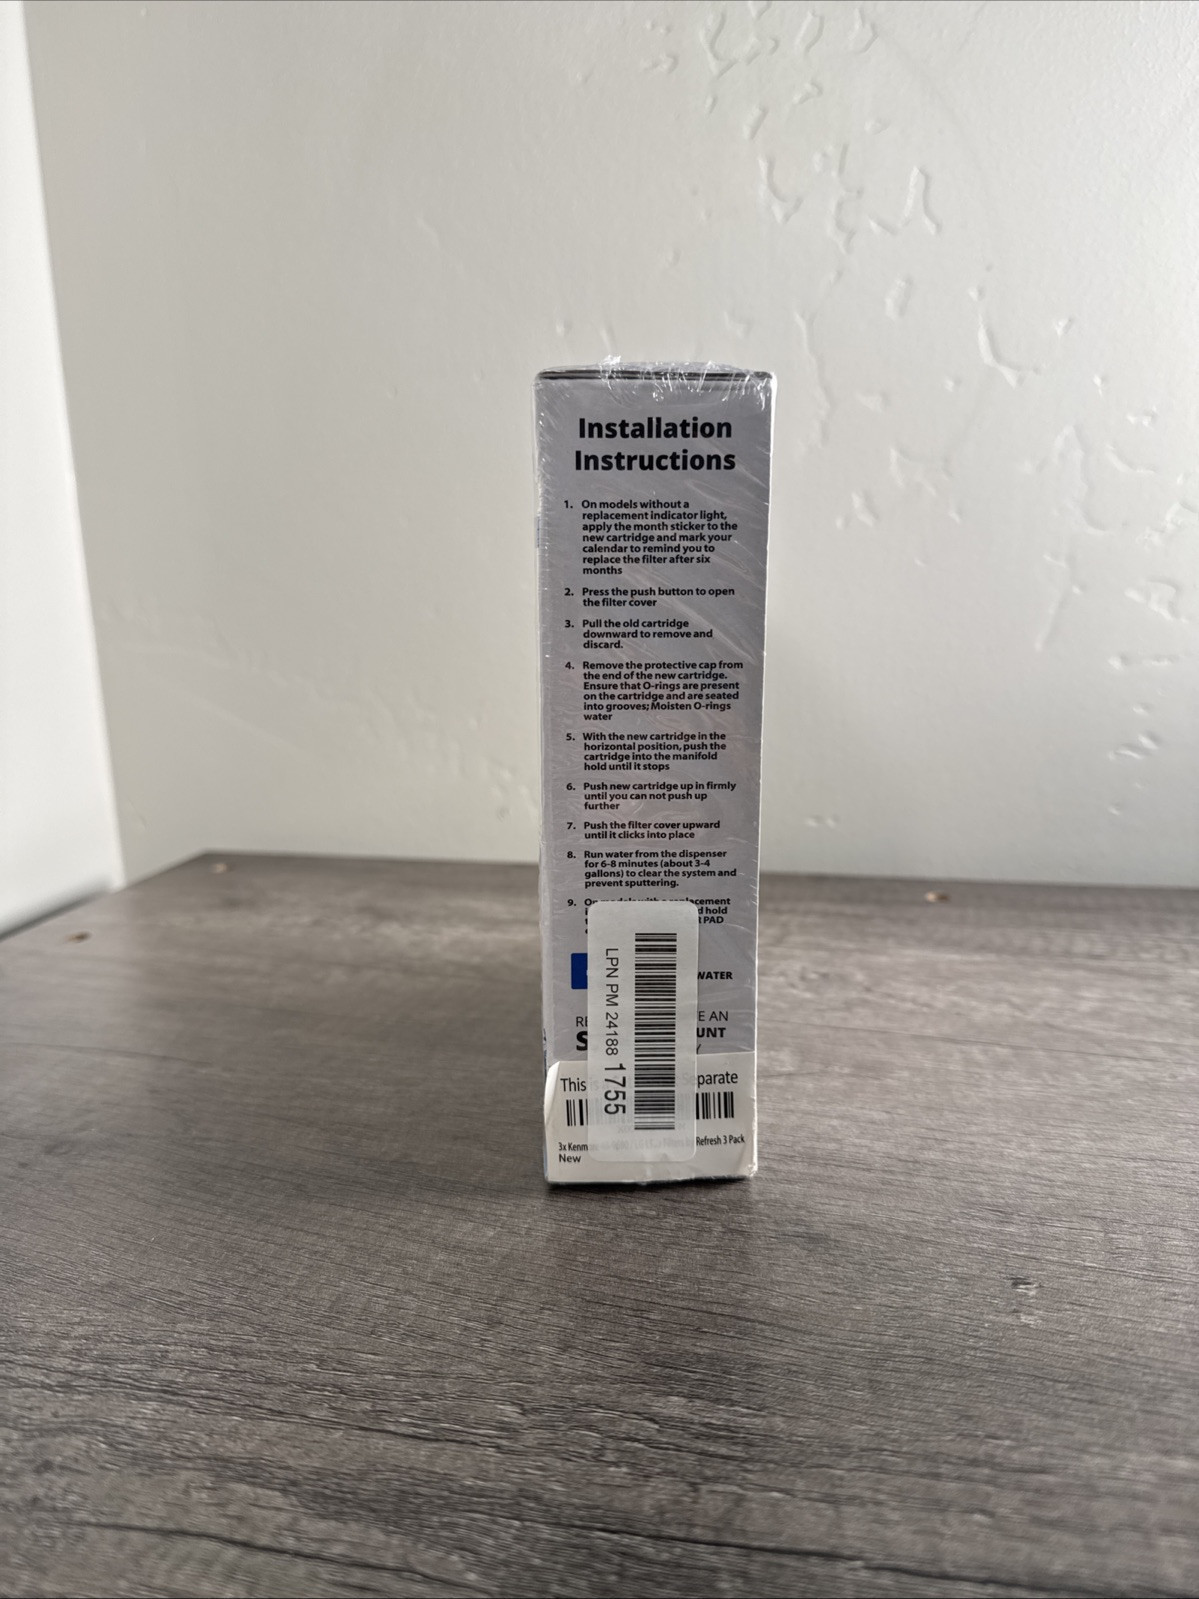 Installation
Instructions
1. On models without a
replacement indicator light,
apply the month sticker to the
new cartridge and mark your
calendar to remind you to
replace the filter after six
months
2. Press the push button to open
the filter cover
3. Pull the old cartridge
downward to remove and
discard.
4. Remove the protective cap from
the end of the new cartridge.
Ensure that O-rings are present
on the cartridge and are seated
into grooves; Moisten O-rings
water
5. With the new cartridge in the
horizontal position, push the
cartridge into the manifold
hold until it stops
6. Push new cartridge up in firmly
until you can not push up
further
7. Push the filter cover upward
until it clicks into place
8. Run water from the dispenser
for 6-8 minutes (about 3-4
gallons) to clear the system and
prevent sputtering.
9. On models with a replacement
hold
PAD
WATER
AN
LPN PM 24188 1755
This
3x Kenm Refresh 3 Pack
New